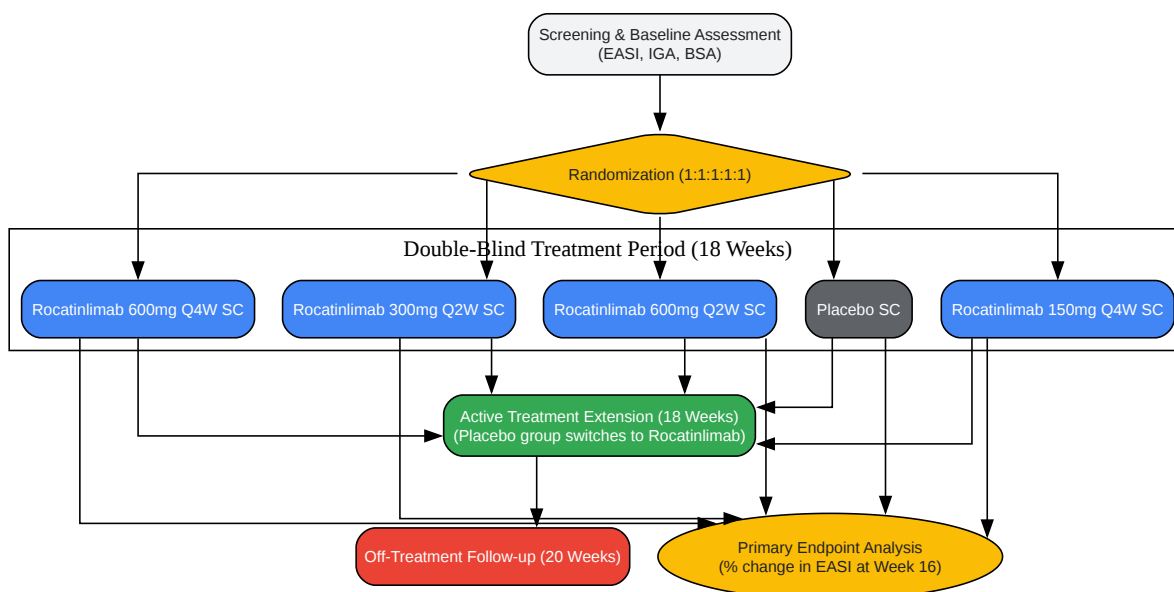 Screening & Baseline Assessment
(EASI, IGA, BSA)
Randomization (1:1:1:1:1)
Double-Blind Treatment Period (18 Weeks)
Rocatinlimab 600mg Q4W SC
Rocatinlimab 300mg Q2W SC
Rocatinlimab 600mg Q2W SC
Placebo SC
Rocatinlimab 150mg Q4W SC
Active Treatment Extension (18 Weeks)
(Placebo group switches to Rocatinlimab)
Off-Treatment Follow-up (20 Weeks)
Primary Endpoint Analysis
(% change in EASI at Week 16)